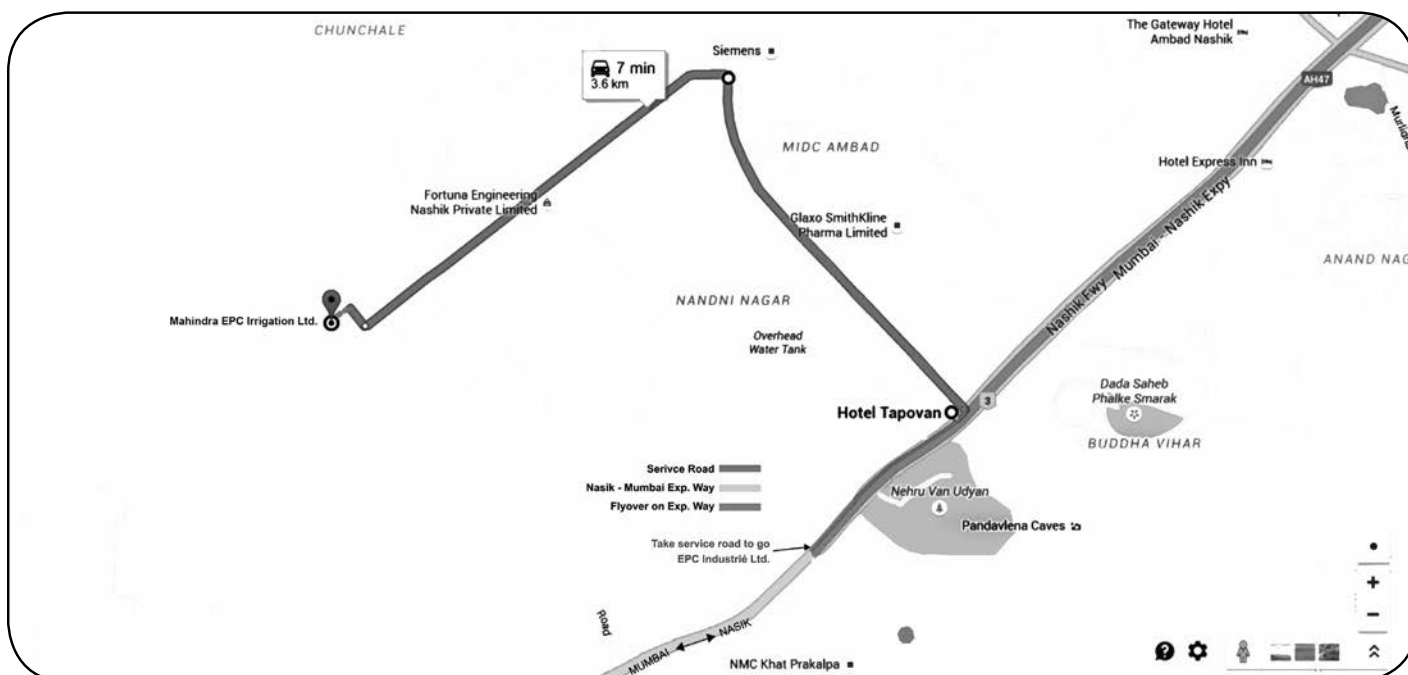 CHUNCHALE
The Gateway Hotel
Ambad Nashik
Siemens
7 min
3.6 km
AH47
MIDC AMBAD
Hotel Express Inn
Fortuna Engineering
Nashik Private Limited
Glaxo SmithKline
Pharma Limited
Nashik Fwy Mumbai - Nashik Expy
ANAND NAG
NANDNI NAGAR
Mahindra EPC Irrigation Ltd.
Overhead
Water Tank
Dada Saheb
Phalke Smarak
3
Hotel Tapovan
BUDDHA VIHAR
Serivce Road
Nasik - Mumbai Exp. Way
Flyover on Exp. Way
Nehru Van Udyan
Pandavlena Caves
Take service road to go
EPC Industrié Ltd.
Road
MUMBAI
NASIK
NMC Khat Prakalpa